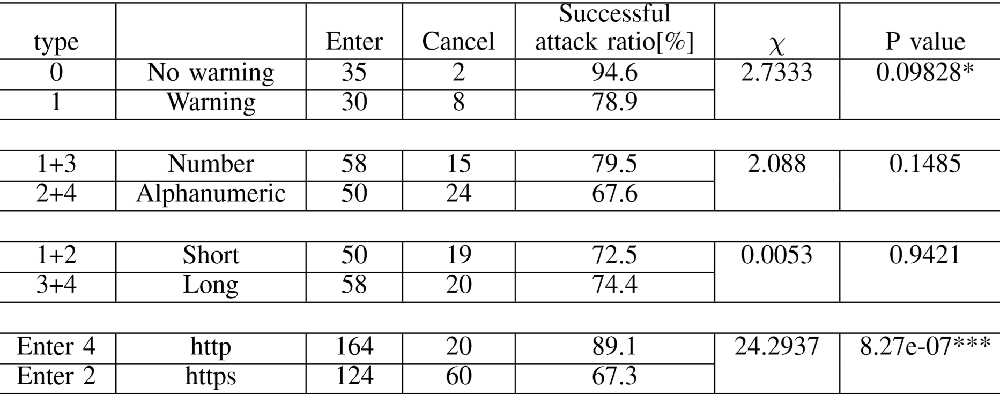 type Enter Cancel Successful attack ratio[%] χ P value
0 No warning 35 2 94.6 2.7333 0.09828*
1 Warning 30 8 78.9
1+3 Number 58 15 79.5 2.088 0.1485
2+4 Alphanumeric 50 24 67.6
1+2 Short 50 19 72.5 0.0053 0.9421
3+4 Long 58 20 74.4
Enter 4 http 164 20 89.1 24.2937 8.27e-07***
Enter 2 https 124 60 67.3